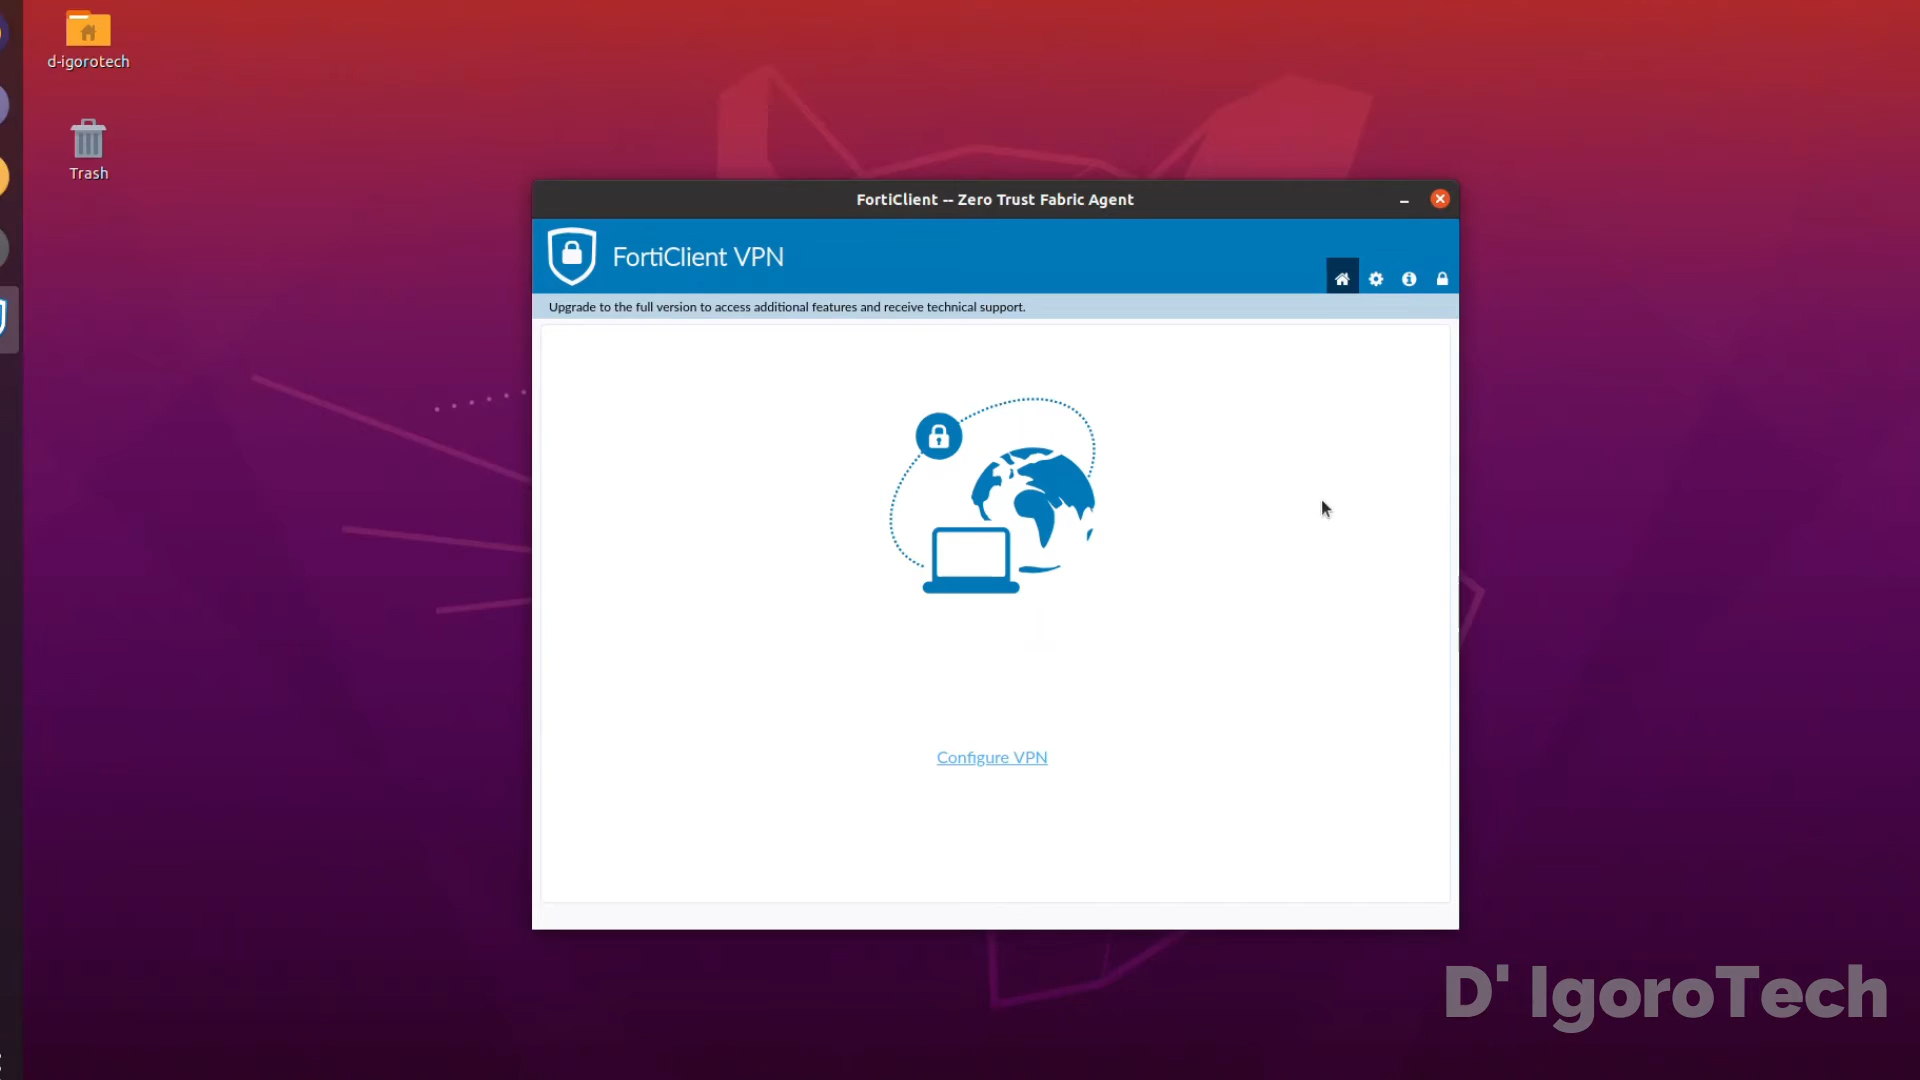 d-igorotech
Trash
FortiClient -- Zero Trust Fabric Agent
FortiClient VPN
Upgrade to the full version to access additional features and receive technical support.
Configure VPN
D' IgoroTech